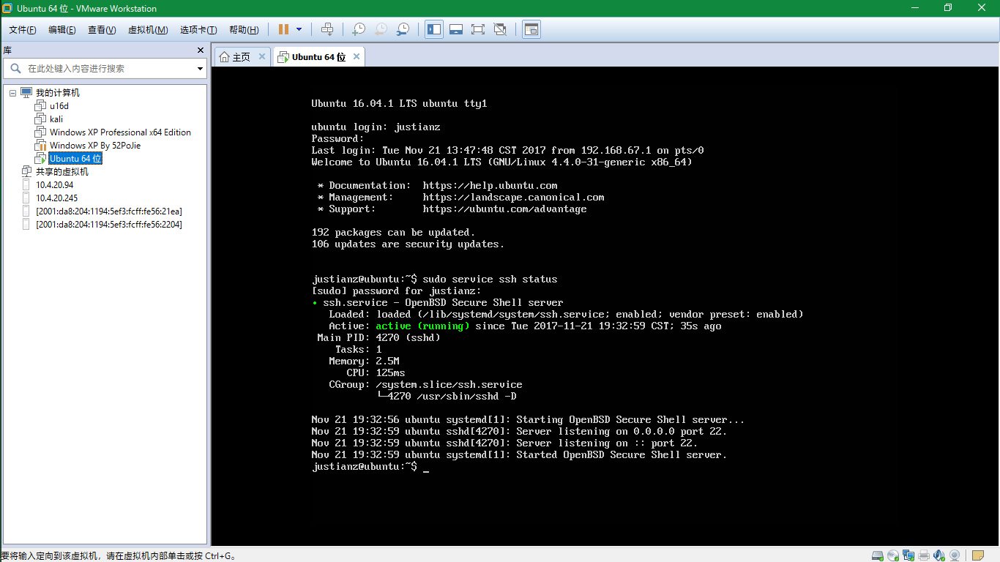 Ubuntu 64 位 - VMware Workstation
文件(F) 编辑(E) 查看(V) 虚拟机(M) 选项卡(T) 帮助(H)
库
在此处键入内容进行搜索
我的计算机
u16d
kali
Windows XP Professional x64 Edition
Windows XP By 52PoJie
Ubuntu 64 位
共享的虚拟机
10.4.20.94
10.4.20.245
[2001:da8:204:1194:5ef3:fcff:fe56:21ea]
[2001:da8:204:1194:5ef3:fcff:fe56:2204]
主页 Ubuntu 64 位
Ubuntu 16.04.1 LTS ubuntu tty1
ubuntu login: justianz
Password:
Last login: Tue Nov 21 13:47:48 CST 2017 from 192.168.67.1 on pts/0
Welcome to Ubuntu 16.04.1 LTS (GNU/Linux 4.4.0-31-generic x86_64)
* Documentation: https://help.ubuntu.com
* Management: https://landscape.canonical.com
* Support: https://ubuntu.com/advantage
192 packages can be updated.
106 updates are security updates.
justianz@ubuntu:~$ sudo service ssh status
[sudo] password for justianz:
• ssh.service - OpenBSD Secure Shell server
Loaded: loaded (/lib/systemd/system/ssh.service; enabled; vendor preset: enabled)
Active: active (running) since Tue 2017-11-21 19:32:59 CST; 35s ago
Main PID: 4270 (sshd)
Tasks: 1
Memory: 2.5M
CPU: 125ms
CGroup: /system.slice/ssh.service
└─4270 /usr/sbin/sshd -D
Nov 21 19:32:56 ubuntu systemd[1]: Starting OpenBSD Secure Shell server...
Nov 21 19:32:59 ubuntu sshd[4270]: Server listening on 0.0.0.0 port 22.
Nov 21 19:32:59 ubuntu sshd[4270]: Server listening on :: port 22.
Nov 21 19:32:59 ubuntu systemd[1]: Started OpenBSD Secure Shell server.
justianz@ubuntu:~$ _
要将输入定向到该虚拟机，请在虚拟机内部单击或按 Ctrl+G。